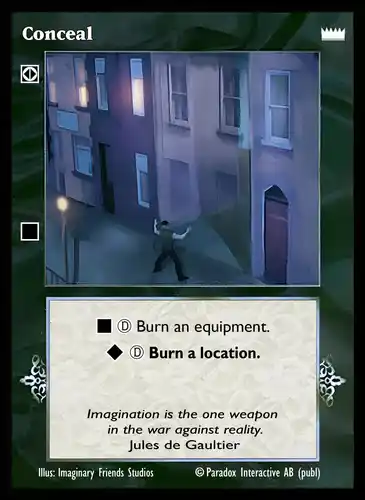 Conceal
■ Ⓓ Burn an equipment.
◆ Ⓓ Burn a location.
Imagination is the one weapon
in the war against reality.
Jules de Gaultier
Illus: Imaginary Friends Studios © Paradox Interactive AB (publ)